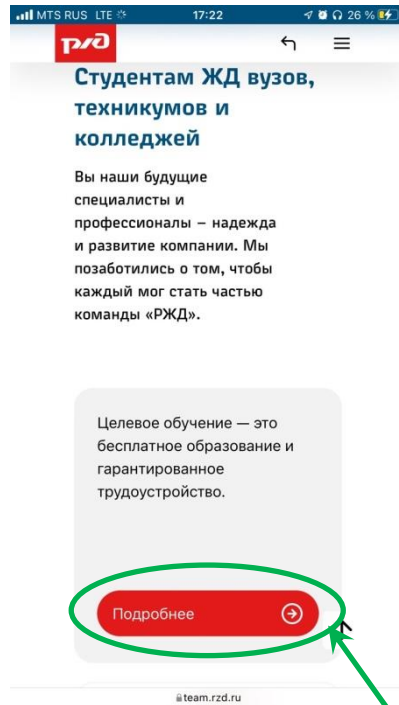 MTS RUS LTE 17:22 26 %
РЖД
Студентам ЖД вузов,
техникумов и
колледжей
Вы наши будущие
специалисты и
профессионалы – надежда
и развитие компании. Мы
позаботились о том, чтобы
каждый мог стать частью
команды «РЖД».
Целевое обучение — это
бесплатное образование и
гарантированное
трудоустройство.
Подробнее
team.rzd.ru